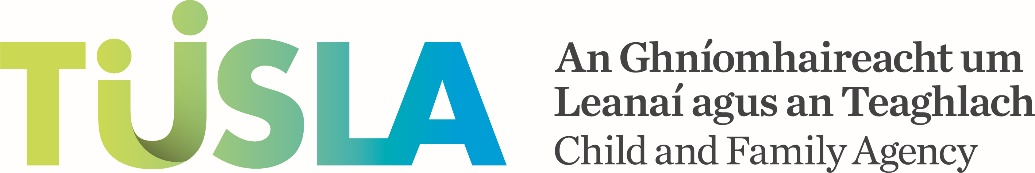 TUSLA
An Ghníomhaireacht um
Leanaí agus an Teaghlach
Child and Family Agency